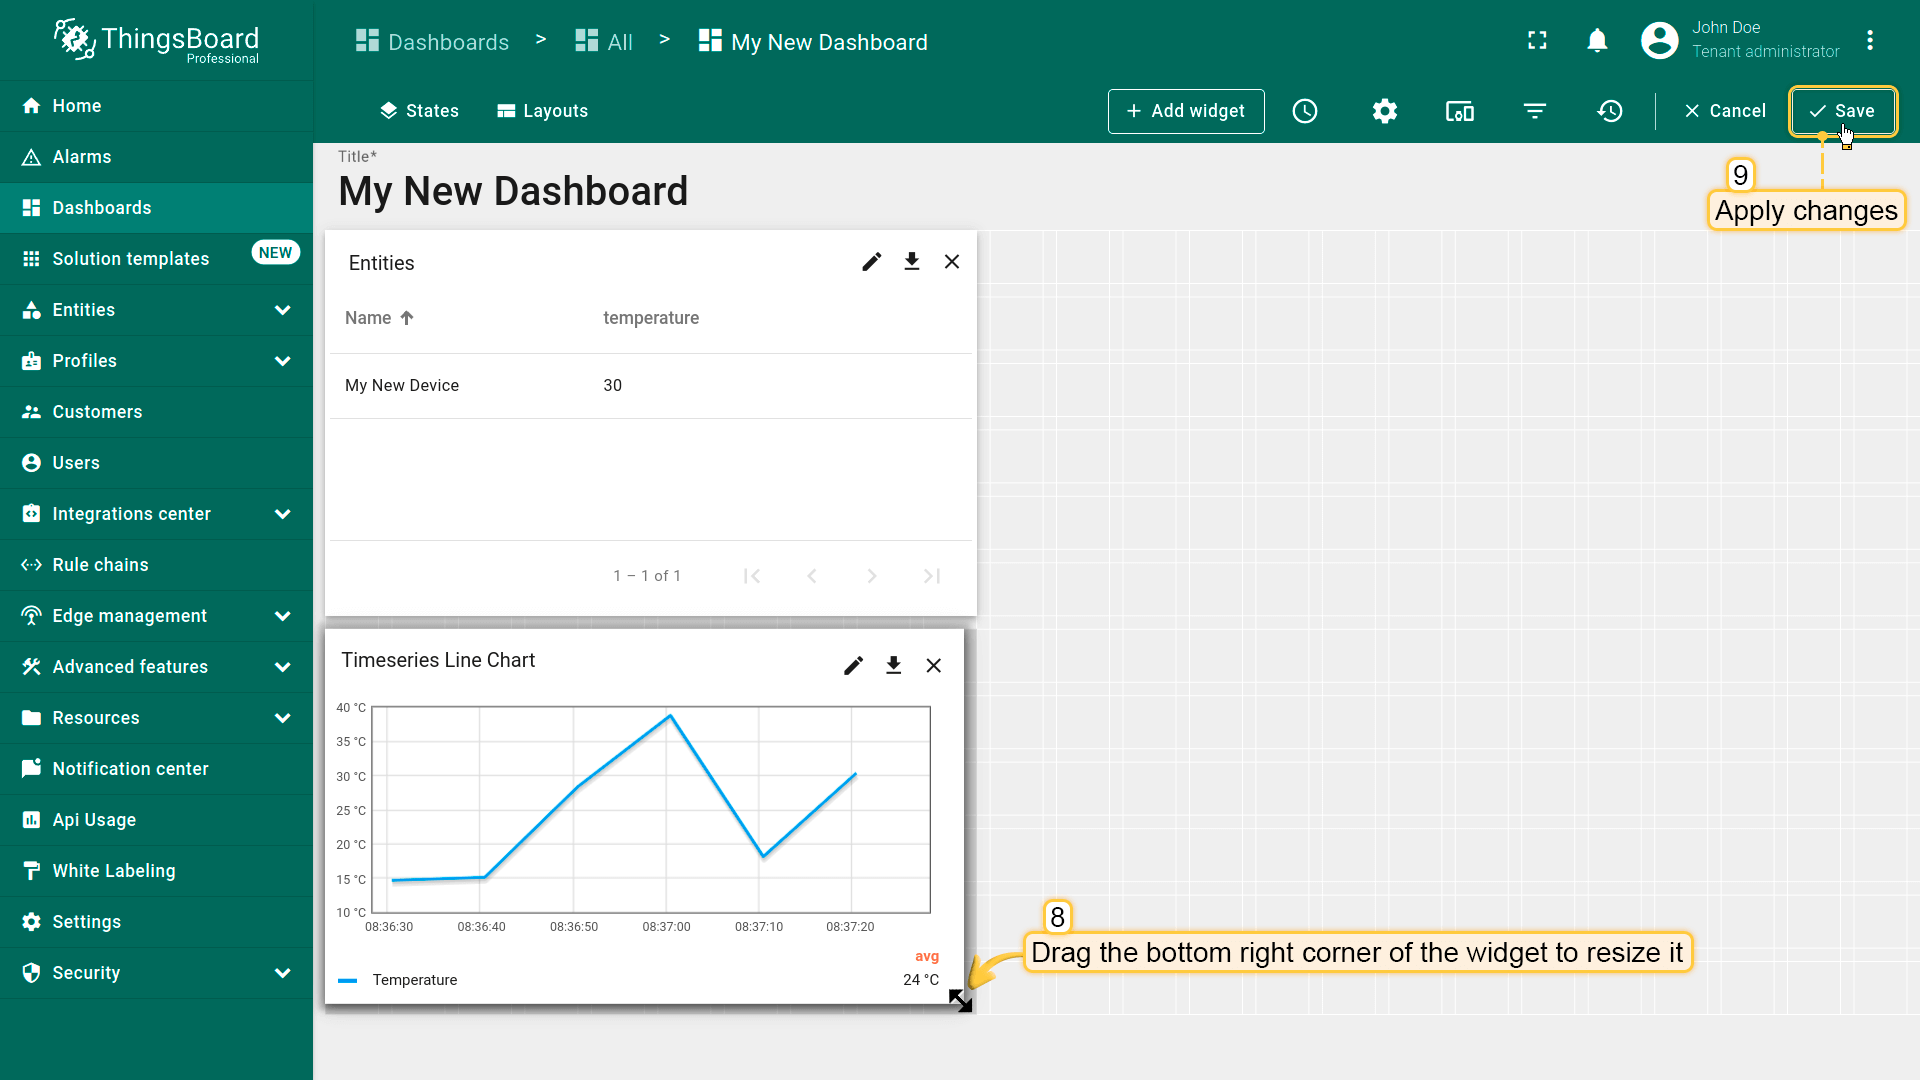 ThingsBoard
Professional
Dashboards > All > My New Dashboard
John Doe
Tenant administrator
States
Layouts
+ Add widget
Cancel
Save
Home
Alarms
Dashboards
Solution templates
NEW
Entities
Profiles
Customers
Users
Integrations center
Rule chains
Edge management
Advanced features
Resources
Notification center
Api Usage
White Labeling
Settings
Security
Title*
My New Dashboard
9
Apply changes
Entities
Name temperature
My New Device 30
1 – 1 of 1
Timeseries Line Chart
40 °C
35 °C
30 °C
25 °C
20 °C
15 °C
10 °C
08:36:30 08:36:40 08:36:50 08:37:00 08:37:10 08:37:20
avg
Temperature 24 °C
8
Drag the bottom right corner of the widget to resize it